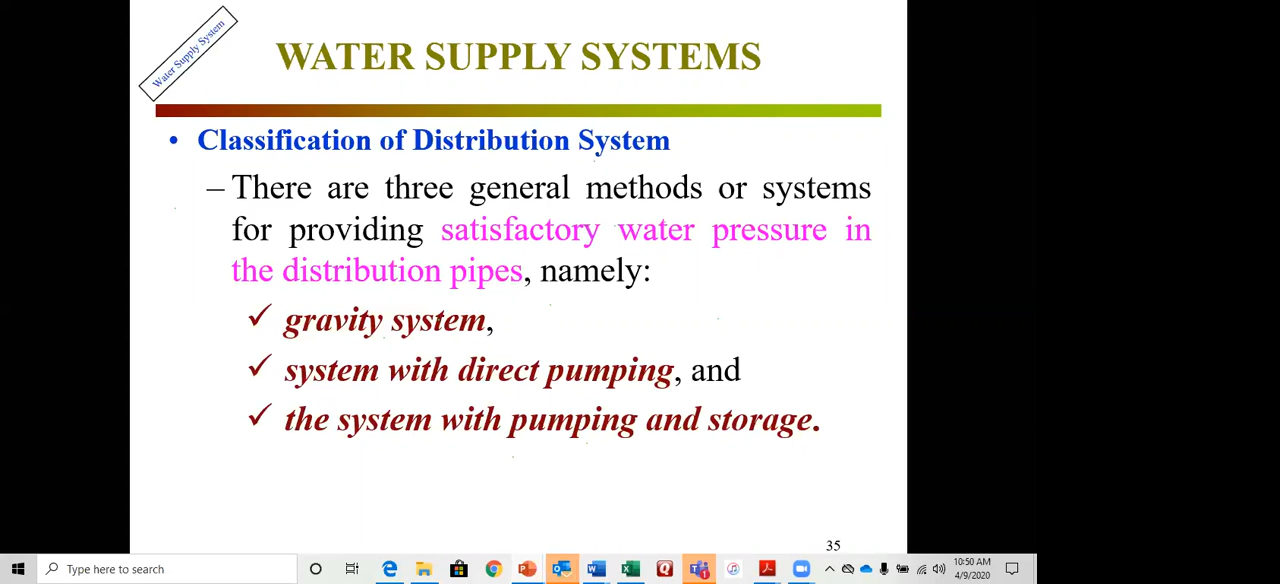 Water Supply System
WATER SUPPLY SYSTEMS
• Classification of Distribution System
– There are three general methods or systems
for providing satisfactory water pressure in
the distribution pipes, namely:
✓ gravity system,
✓ system with direct pumping, and
✓ the system with pumping and storage.
35
Type here to search
10:50 AM
4/9/2020